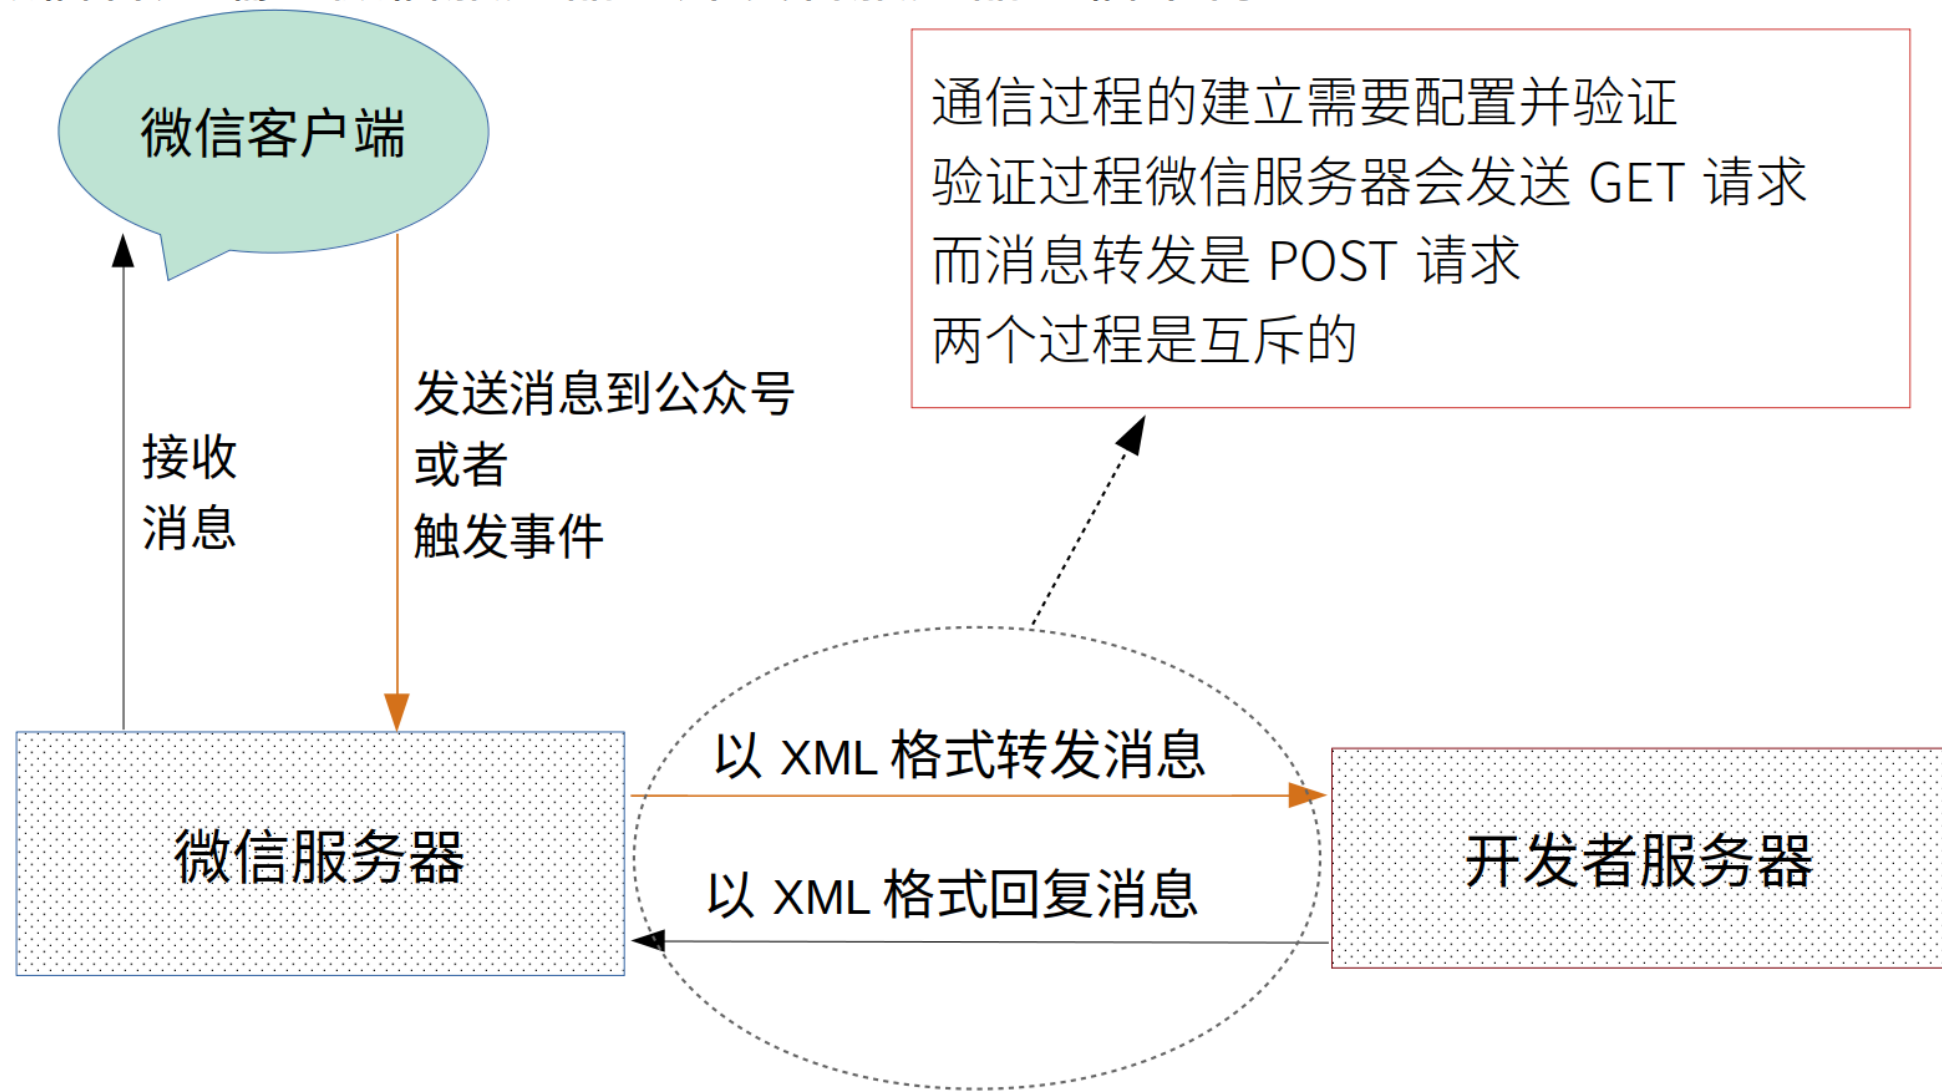 微信客户端
通信过程的建立需要配置并验证
验证过程微信服务器会发送 GET 请求
而消息转发是 POST 请求
两个过程是互斥的
接收
消息
发送消息到公众号
或者
触发事件
以 XML 格式转发消息
以 XML 格式回复消息
微信服务器
开发者服务器